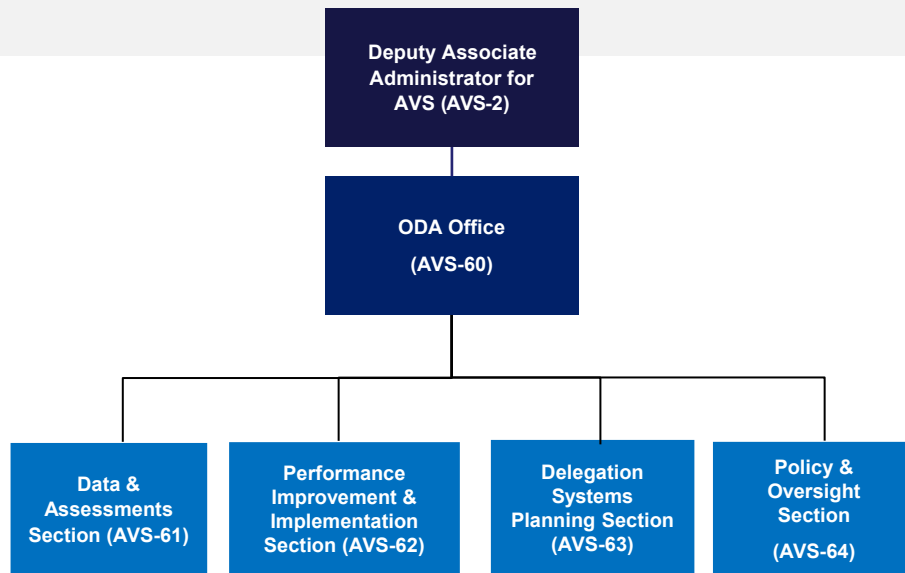 Deputy Associate
Administrator for
AVS (AVS-2)
ODA Office
(AVS-60)
Data &
Assessments
Section (AVS-61)
Performance
Improvement &
Implementation
Section (AVS-62)
Delegation
Systems
Planning Section
(AVS-63)
Policy &
Oversight
Section
(AVS-64)